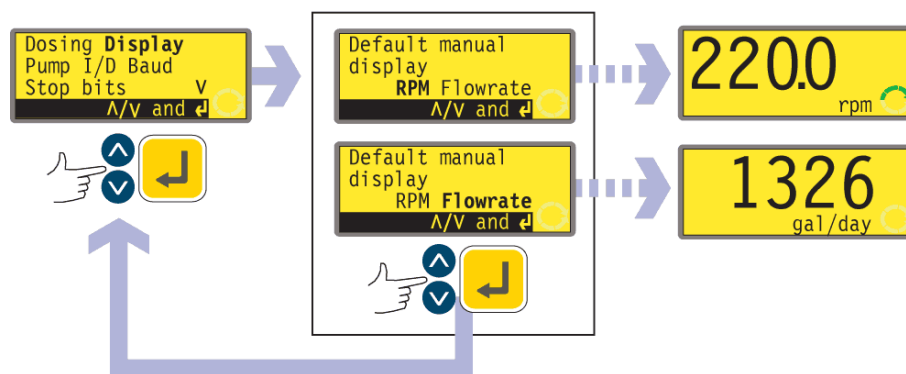 Dosing Display
Pump I/D Baud
Stop bits V
Λ/V and ↵
Default manual
display
RPM Flowrate
Λ/V and ↵
220.0
rpm
Default manual
display
RPM Flowrate
Λ/V and ↵
1326
gal/day